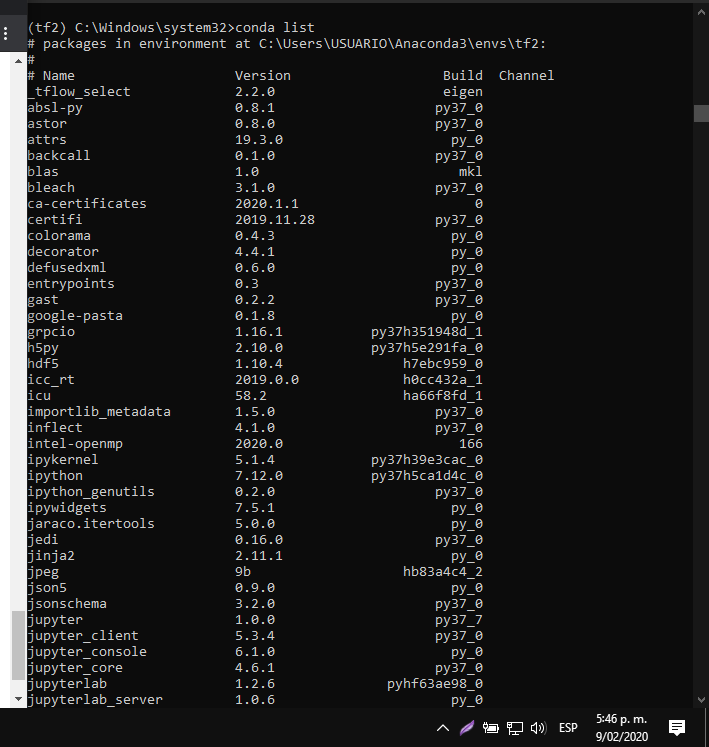 (tf2) C:\Windows\system32>conda list
# packages in environment at C:\Users\USUARIO\Anaconda3\envs\tf2:
#
# Name Version Build Channel
_tflow_select 2.2.0 eigen
absl-py 0.8.1 py37_0
astor 0.8.0 py37_0
attrs 19.3.0 py_0
backcall 0.1.0 py37_0
blas 1.0 mkl
bleach 3.1.0 py37_0
ca-certificates 2020.1.1 0
certifi 2019.11.28 py37_0
colorama 0.4.3 py_0
decorator 4.4.1 py_0
defusedxml 0.6.0 py_0
entrypoints 0.3 py37_0
gast 0.2.2 py37_0
google-pasta 0.1.8 py_0
grpcio 1.16.1 py37h351948d_1
h5py 2.10.0 py37h5e291fa_0
hdf5 1.10.4 h7ebc959_0
icc_rt 2019.0.0 h0cc432a_1
icu 58.2 ha66f8fd_1
importlib_metadata 1.5.0 py37_0
inflect 4.1.0 py37_0
intel-openmp 2020.0 166
ipykernel 5.1.4 py37h39e3cac_0
ipython 7.12.0 py37h5ca1d4c_0
ipython_genutils 0.2.0 py37_0
ipywidgets 7.5.1 py_0
jaraco.itertools 5.0.0 py_0
jedi 0.16.0 py37_0
jinja2 2.11.1 py_0
jpeg 9b hb83a4c4_2
json5 0.9.0 py_0
jsonschema 3.2.0 py37_0
jupyter 1.0.0 py37_7
jupyter_client 5.3.4 py37_0
jupyter_console 6.1.0 py_0
jupyter_core 4.6.1 py37_0
jupyterlab 1.2.6 pyhf63ae98_0
jupyterlab_server 1.0.6 py_0
ESP 5:46 p. m.
9/02/2020